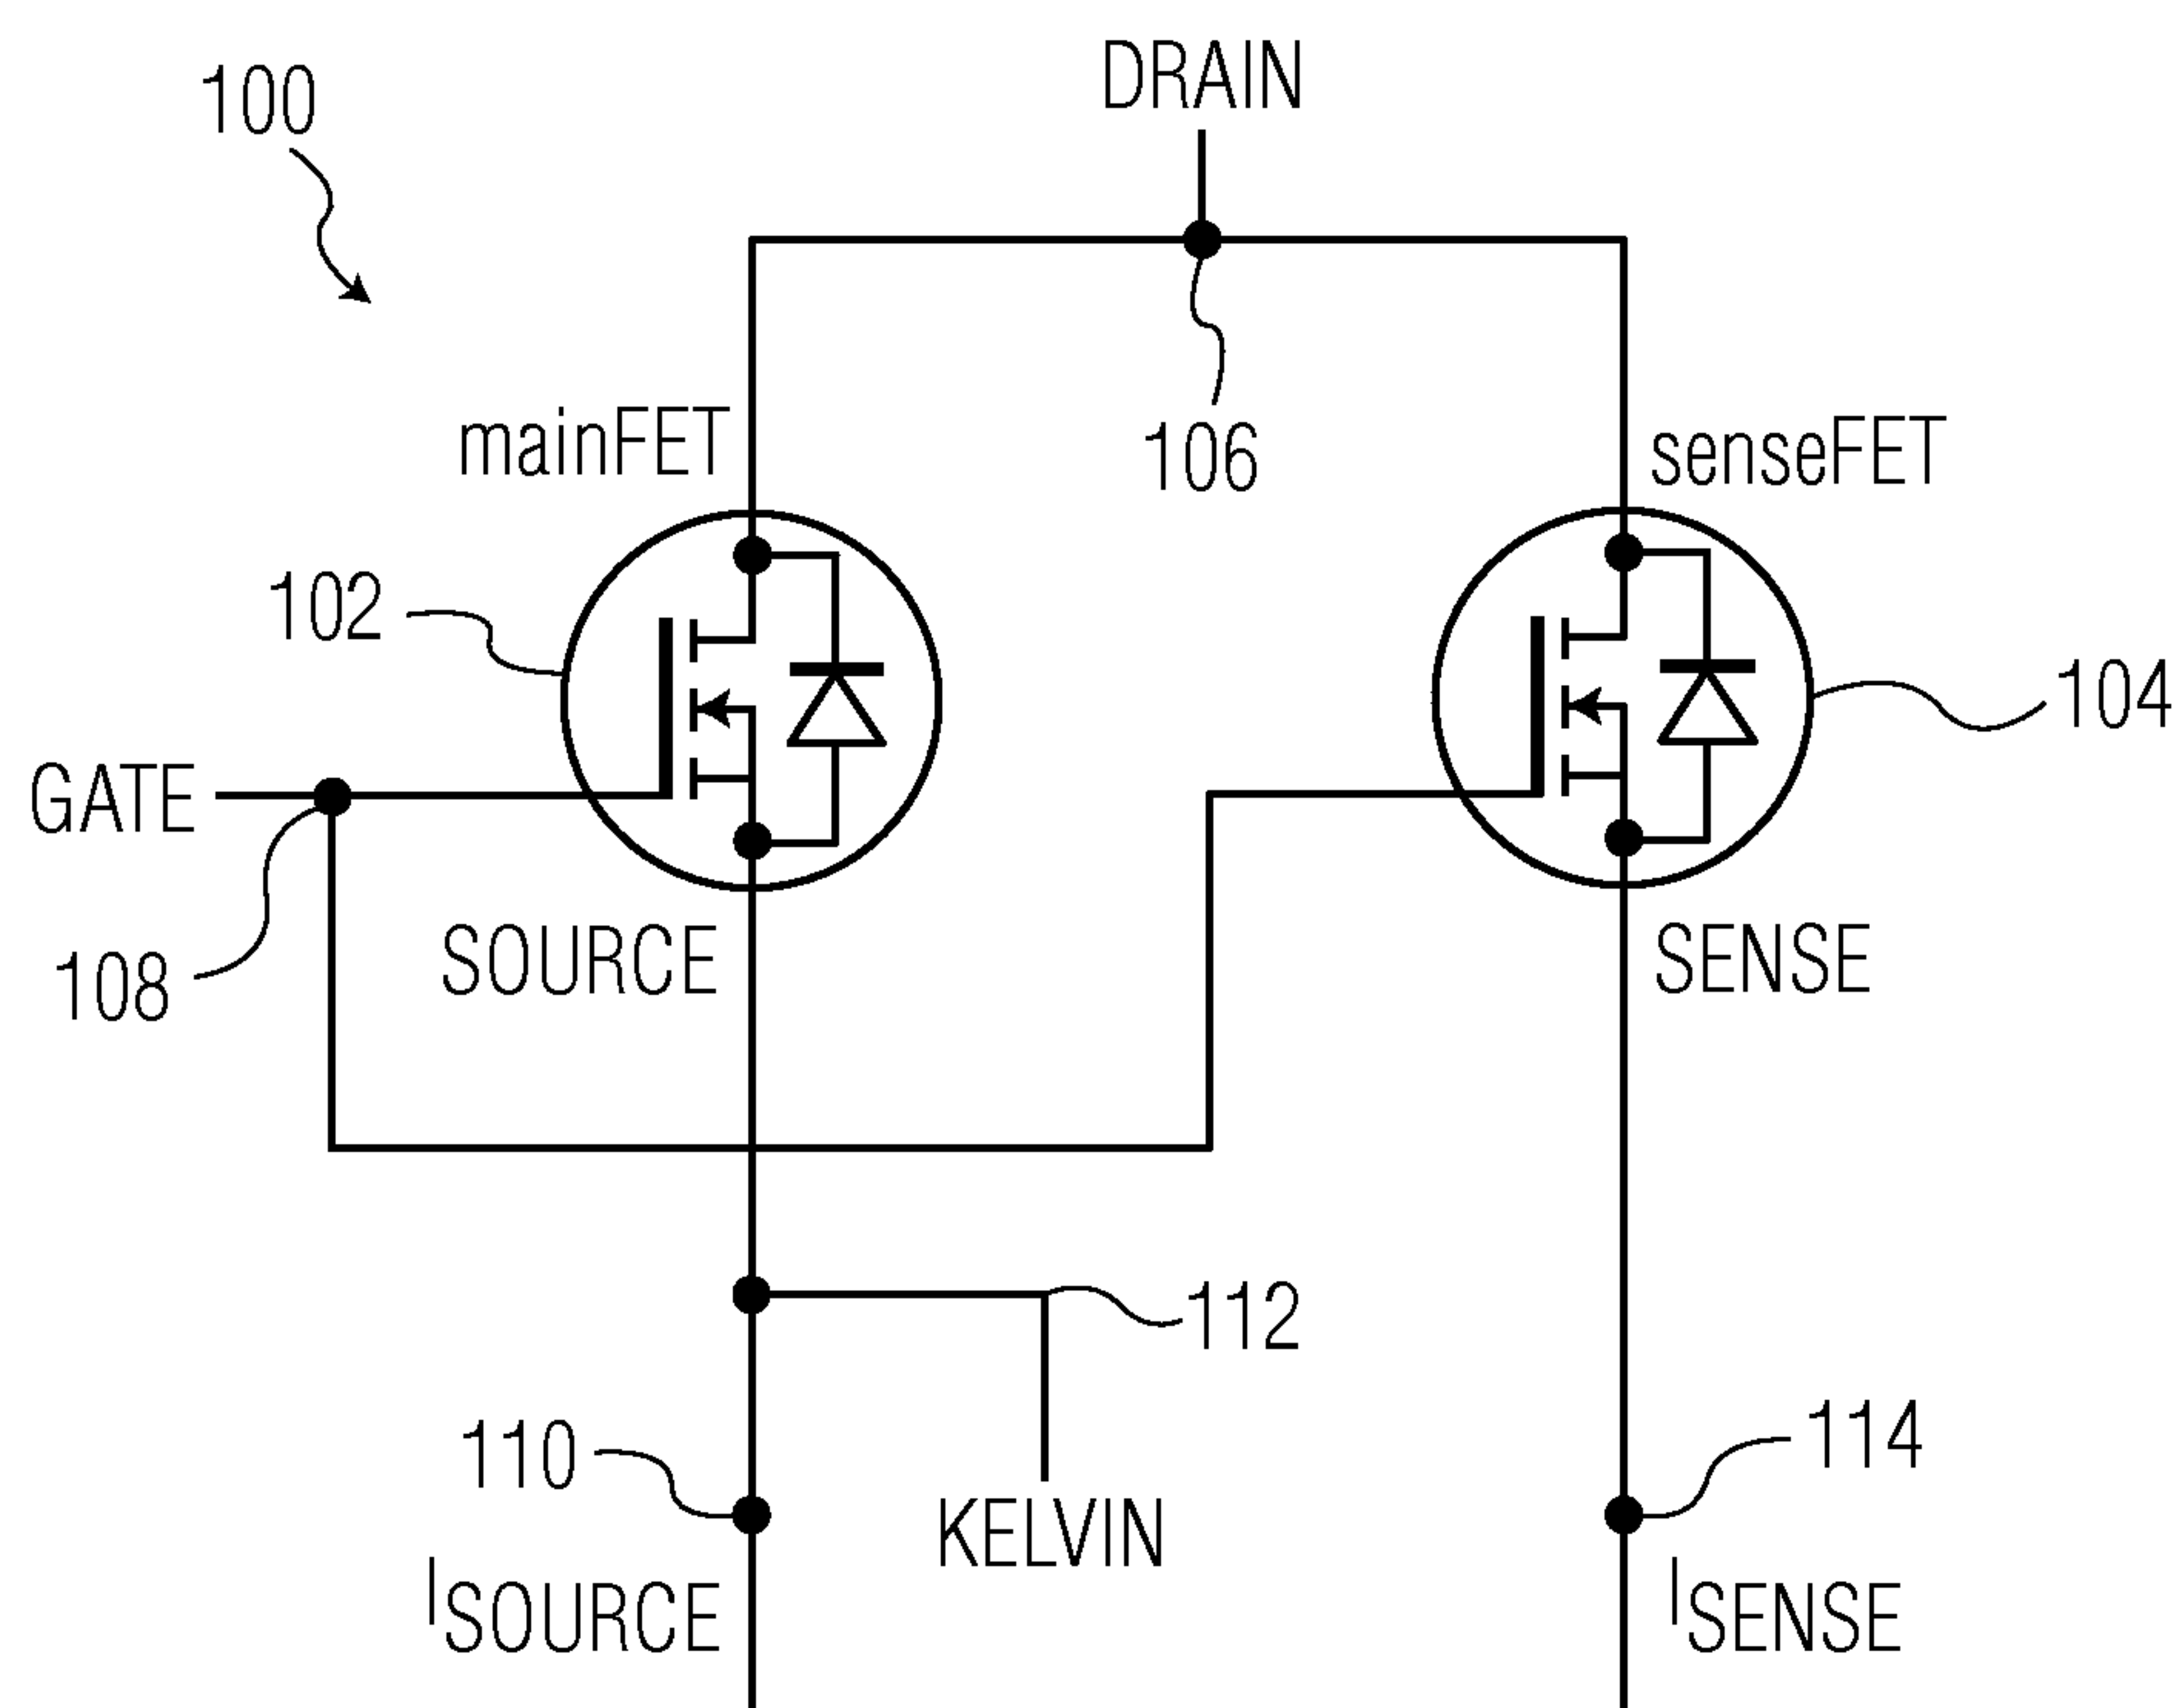 DRAIN
100
106
mainFET
senseFET
102
104
GATE
108
SOURCE
SENSE
112
110
114
KELVIN
ISOURCE
ISENSE